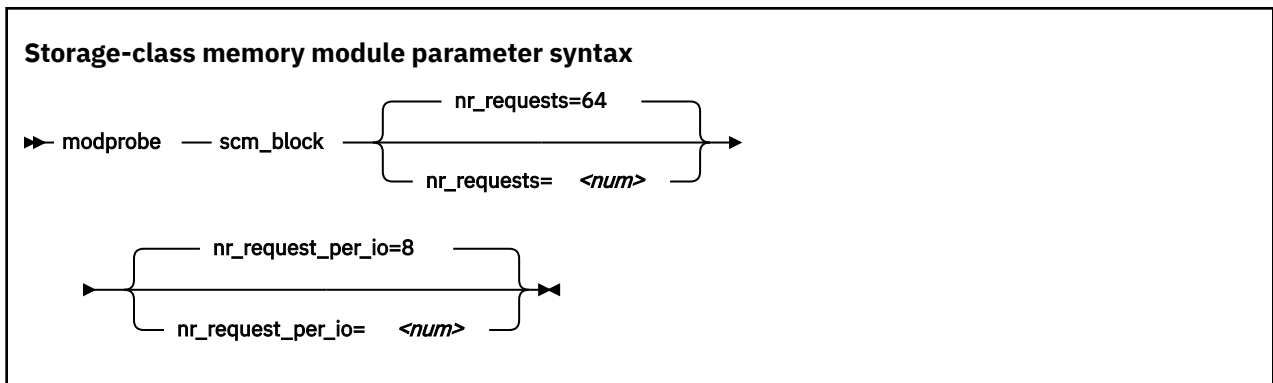 Storage-class memory module parameter syntax
nr_requests=64
modprobe scm_block
nr_requests= <num>
nr_request_per_io=8
nr_request_per_io= <num>